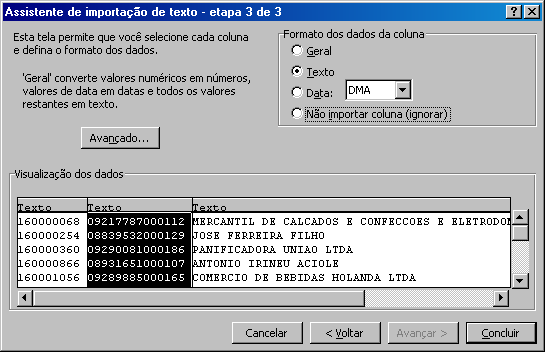 Assistente de importação de texto - etapa 3 de 3
Esta tela permite que você selecione cada coluna
e defina o formato dos dados.
'Geral' converte valores numéricos em números,
valores de data em datas e todos os valores
restantes em texto.
Avançado...
Formato dos dados da coluna
Geral
Texto
Data: DMA
Não importar coluna (ignorar)
Visualização dos dados
Texto Texto Texto
160000068 09217787000112 MERCANTIL DE CALCADOS E CONFECCOES E ELETRODOM
160000254 08839532000129 JOSE FERREIRA FILHO
160000360 09290081000186 PANIFICADORA UNIAO LTDA
160000866 08931651000107 ANTONIO IRINEU ACIOLE
160001056 09289885000165 COMERCIO DE BEBIDAS HOLANDA LTDA
Cancelar < Voltar Avançar > Concluir